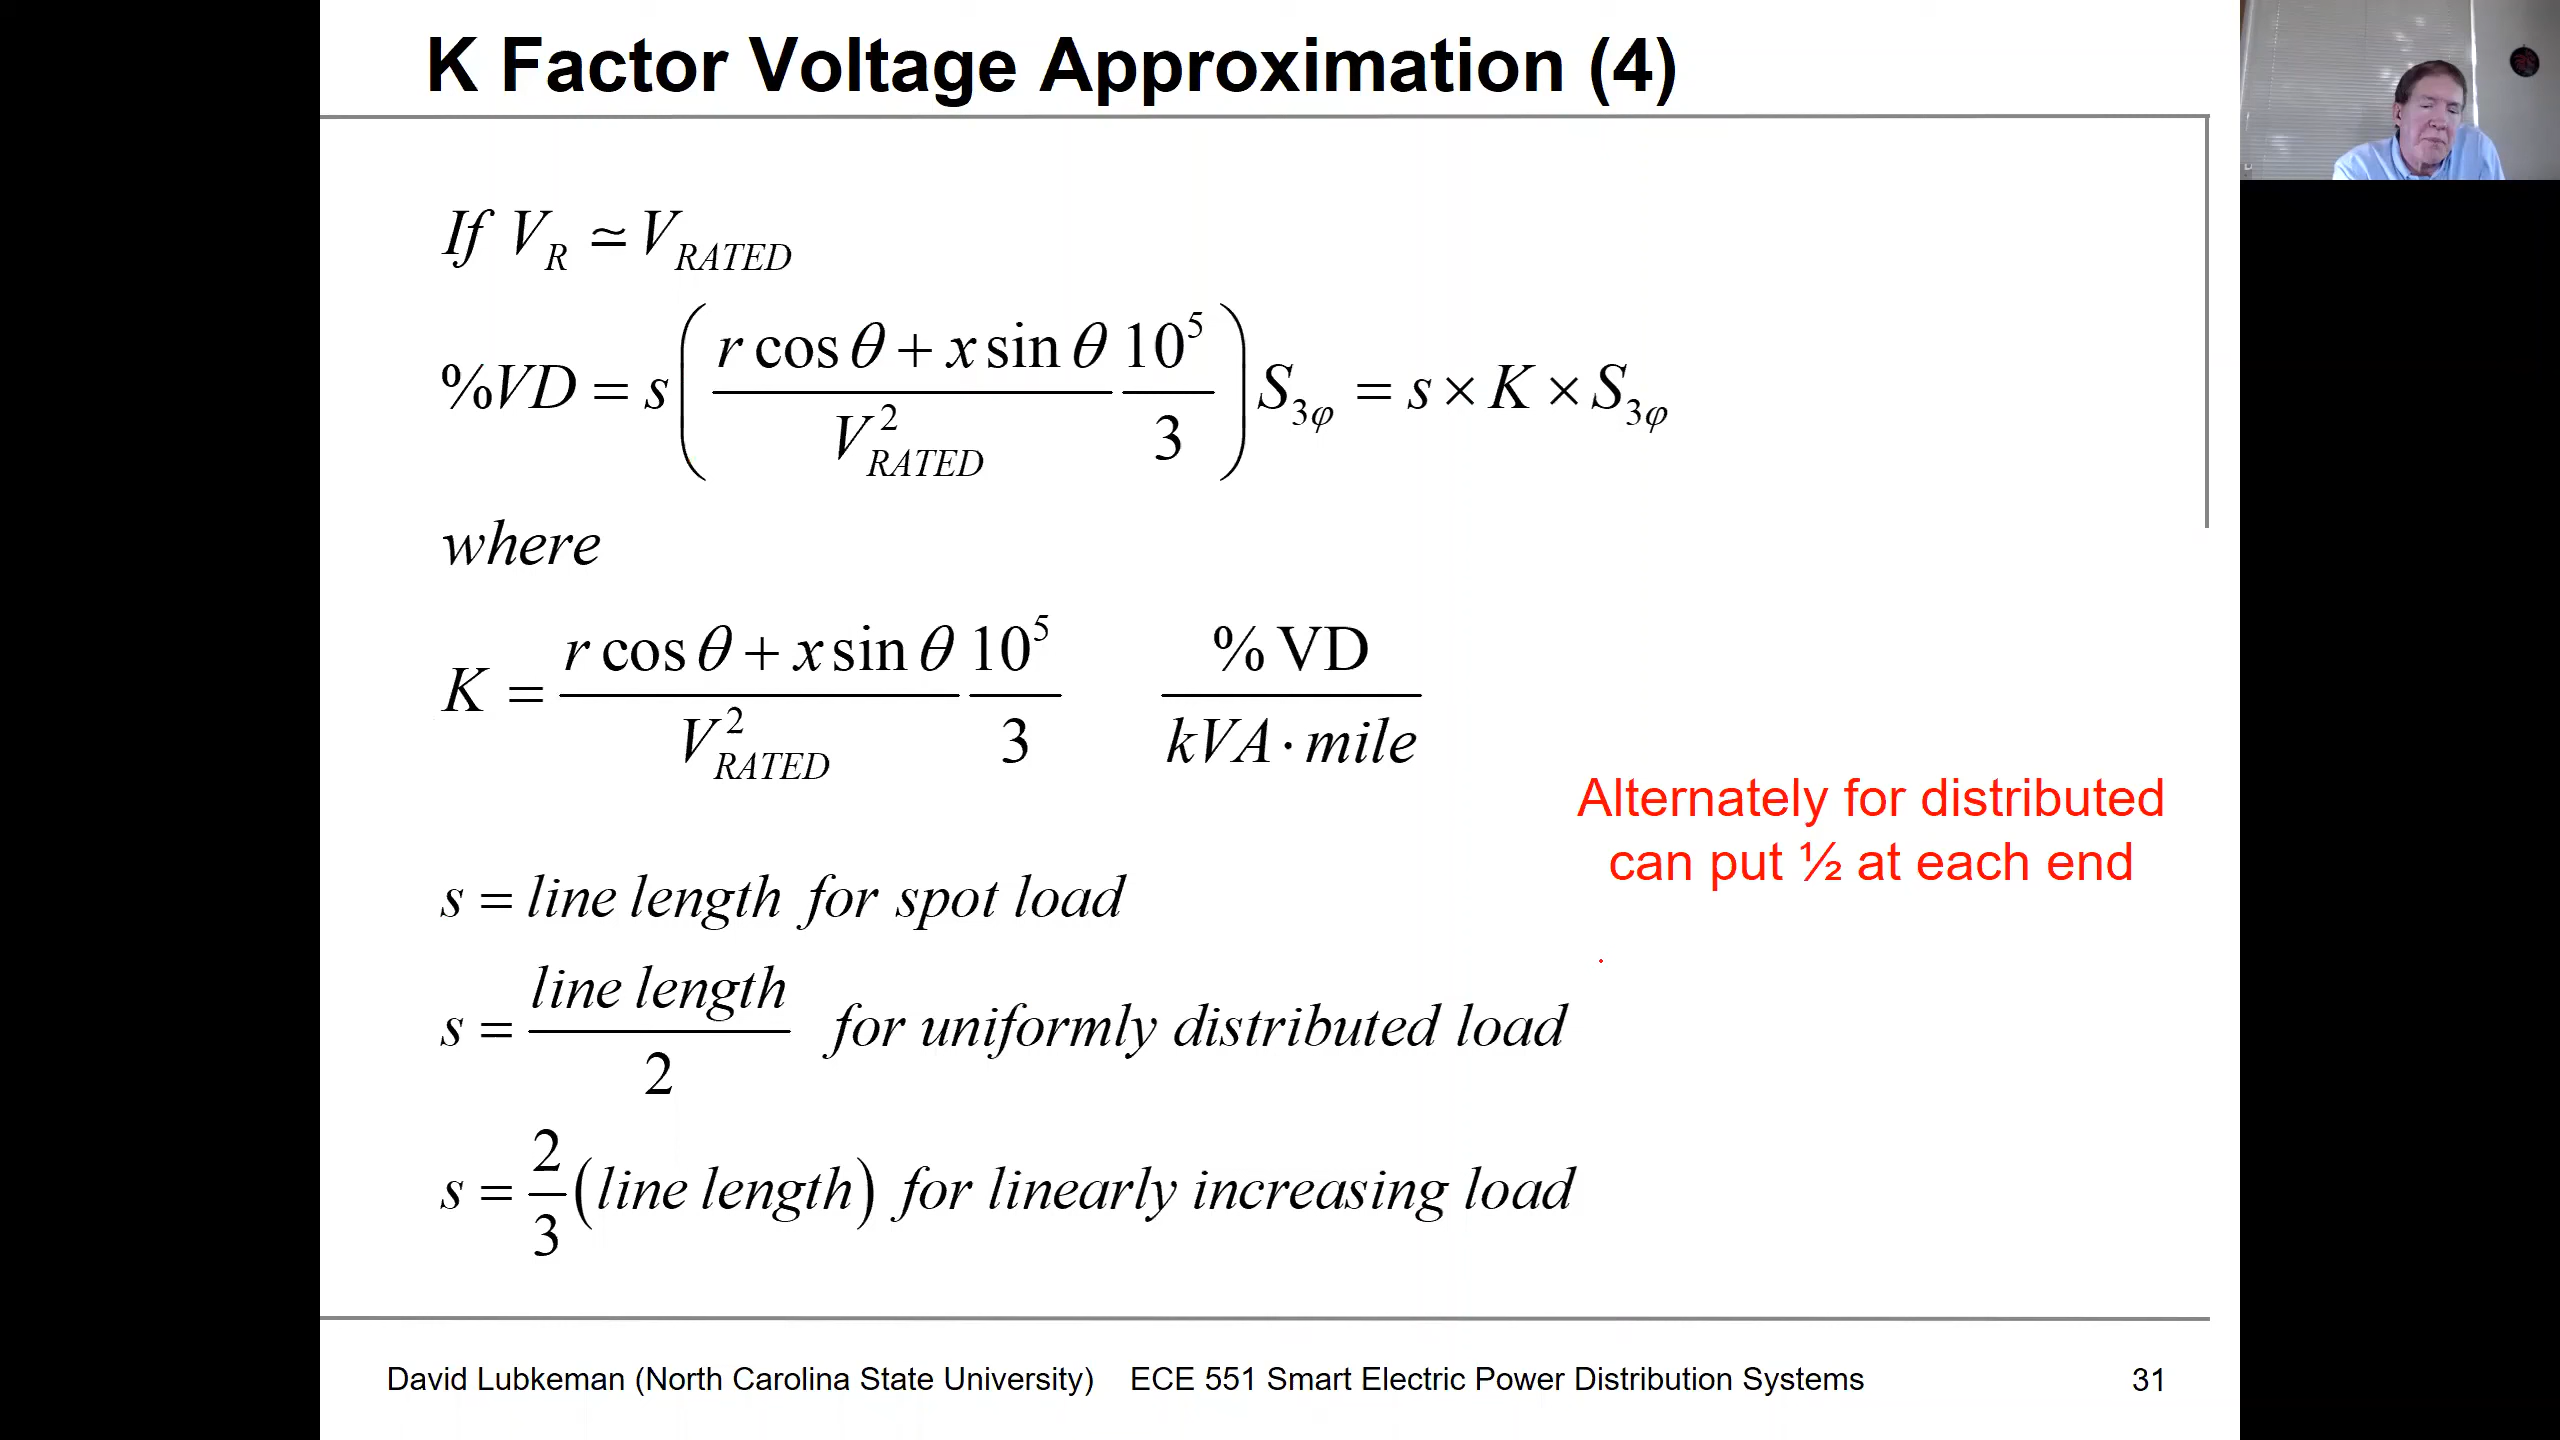 K Factor Voltage Approximation (4)
If V_R ≃ V_RATED
%VD = s ( (r cos θ + x sin θ)/V²_RATED 10⁵/3 ) S_3φ = s × K × S_3φ
where
K = (r cos θ + x sin θ)/V²_RATED 10⁵/3 % VD/kVA · mile
Alternately for distributed
can put ½ at each end
s = line length for spot load
s = line length/2 for uniformly distributed load
s = 2/3 (line length) for linearly increasing load
David Lubkeman (North Carolina State University) ECE 551 Smart Electric Power Distribution Systems 31